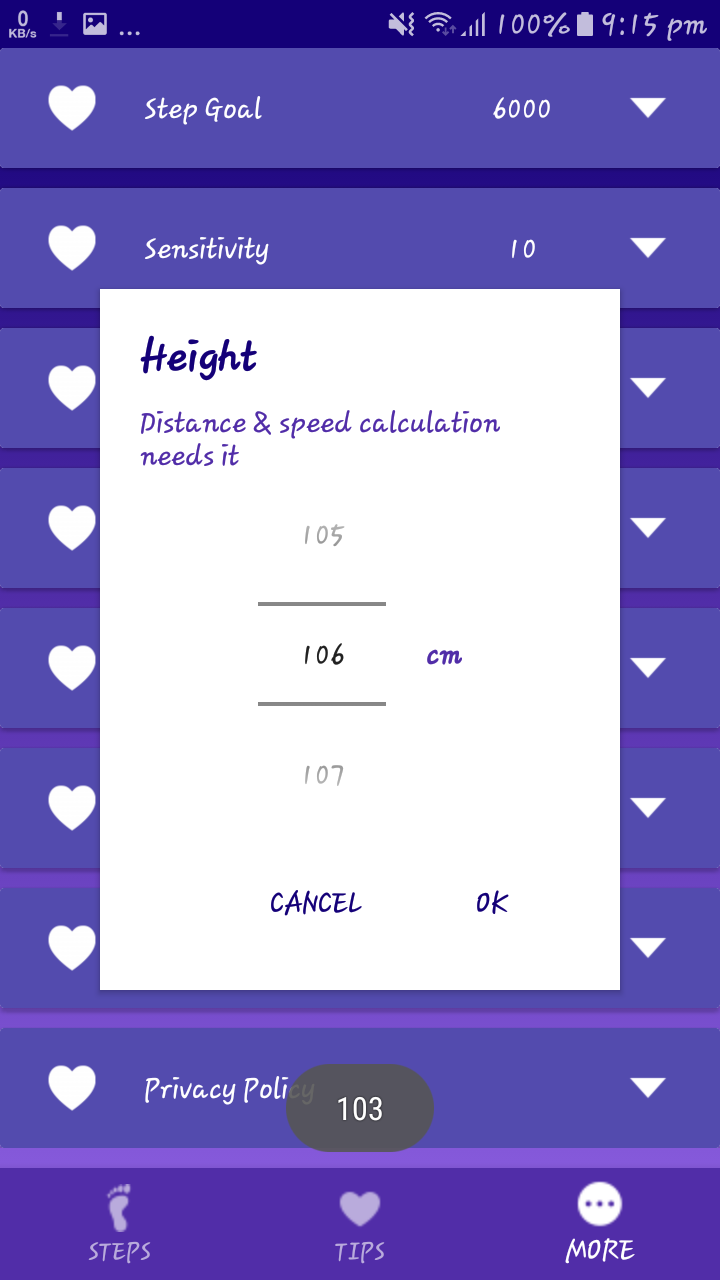 0
KB/s
... 100% 9:15 pm
Step Goal 6000
Sensitivity 10
Height
Distance & speed calculation
needs it
105
106 cm
107
CANCEL OK
Privacy Policy
103
STEPS TIPS MORE